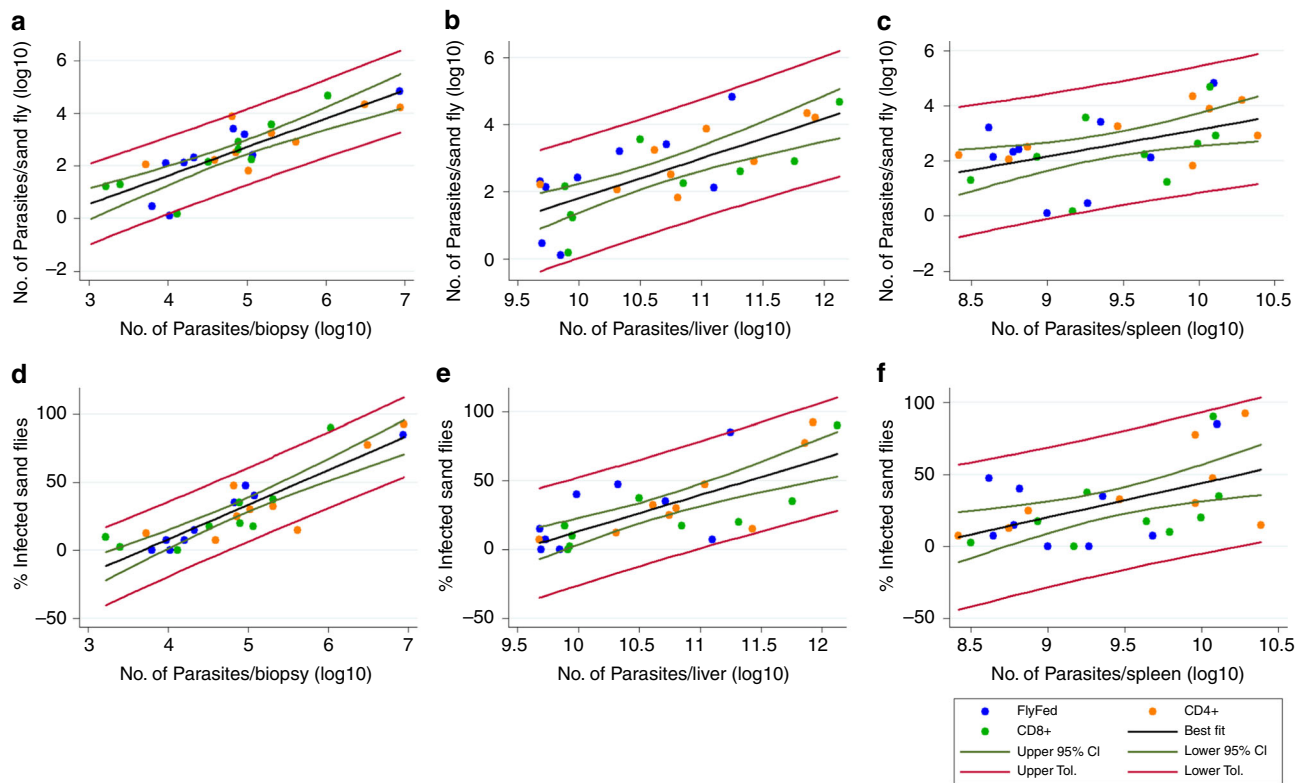 a
No. of Parasites/sand fly (log10)
6
4
2
0
−2
3 4 5 6 7
No. of Parasites/biopsy (log10)
b
No. of Parasites/sand fly (log10)
6
4
2
0
9.5 10 10.5 11 11.5 12
No. of Parasites/liver (log10)
c
No. of Parasites/sand fly (log10)
6
4
2
0
−2
8.5 9 9.5 10 10.5
No. of Parasites/spleen (log10)
d
% Infected sand flies
100
50
0
−50
3 4 5 6 7
No. of Parasites/biopsy (log10)
e
% Infected sand flies
100
50
0
−50
9.5 10 10.5 11 11.5 12
No. of Parasites/liver (log10)
f
% Infected sand flies
100
50
0
−50
8.5 9 9.5 10 10.5
No. of Parasites/spleen (log10)
FlyFed CD4+
CD8+ Best fit
Upper 95% CI Lower 95% CI
Upper Tol. Lower Tol.